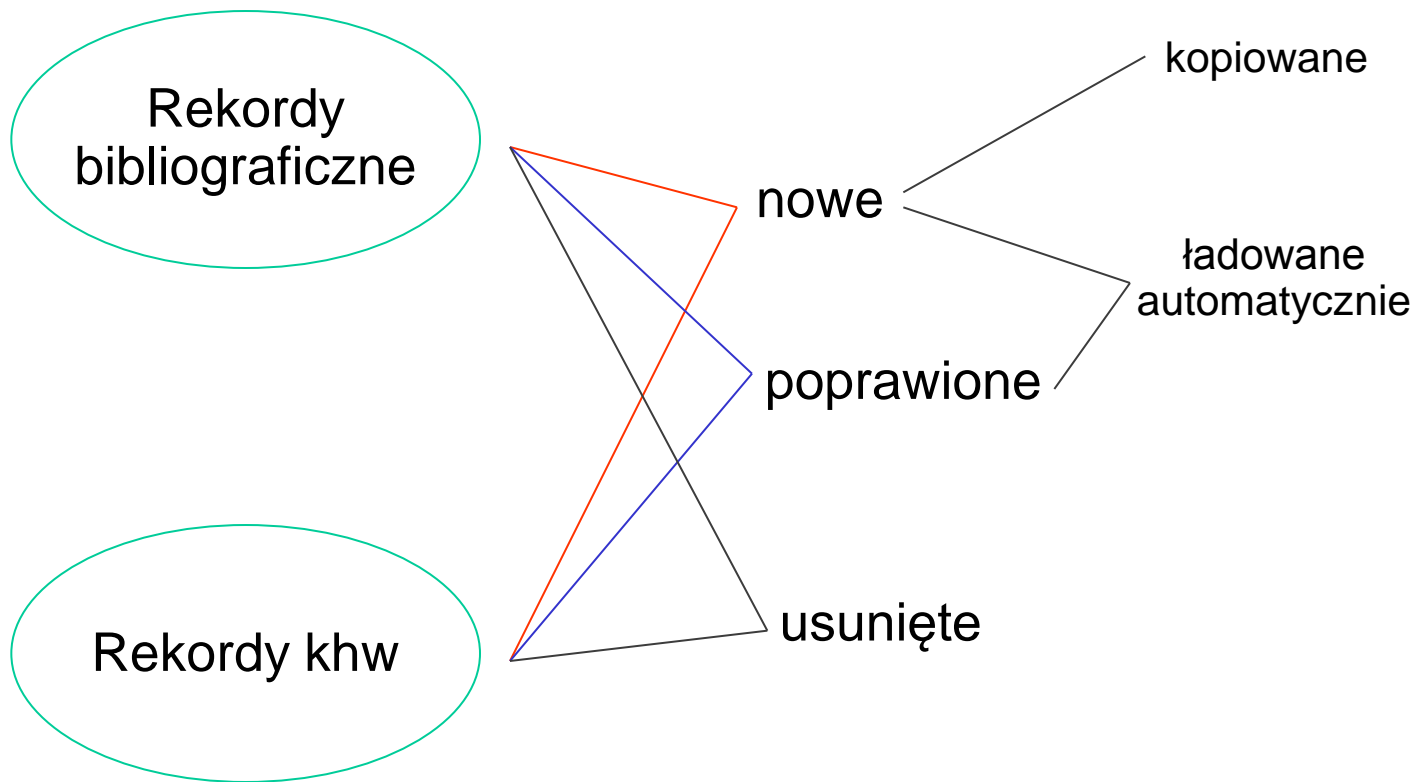 Rekordy
bibliograficzne
kopiowane
nowe
ładowane
automatycznie
poprawione
usunięte
Rekordy khw